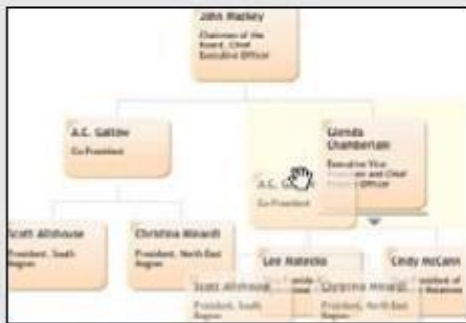 John Mackey
Chairman of the
Board, Chief
Executive Officer
A.C. Gallow
Co-President
Glenda
Chamberlain
Executive Vice
and Chief
Officer
A.C.
Co-President
Scott Allshouse
President, South
Region
Christina Minardi
President, North East
Region
Lee
Cindy McCann
President of
Relations
Scott Allshouse
President, South
Region
Christina Minardi
President, North East
Region